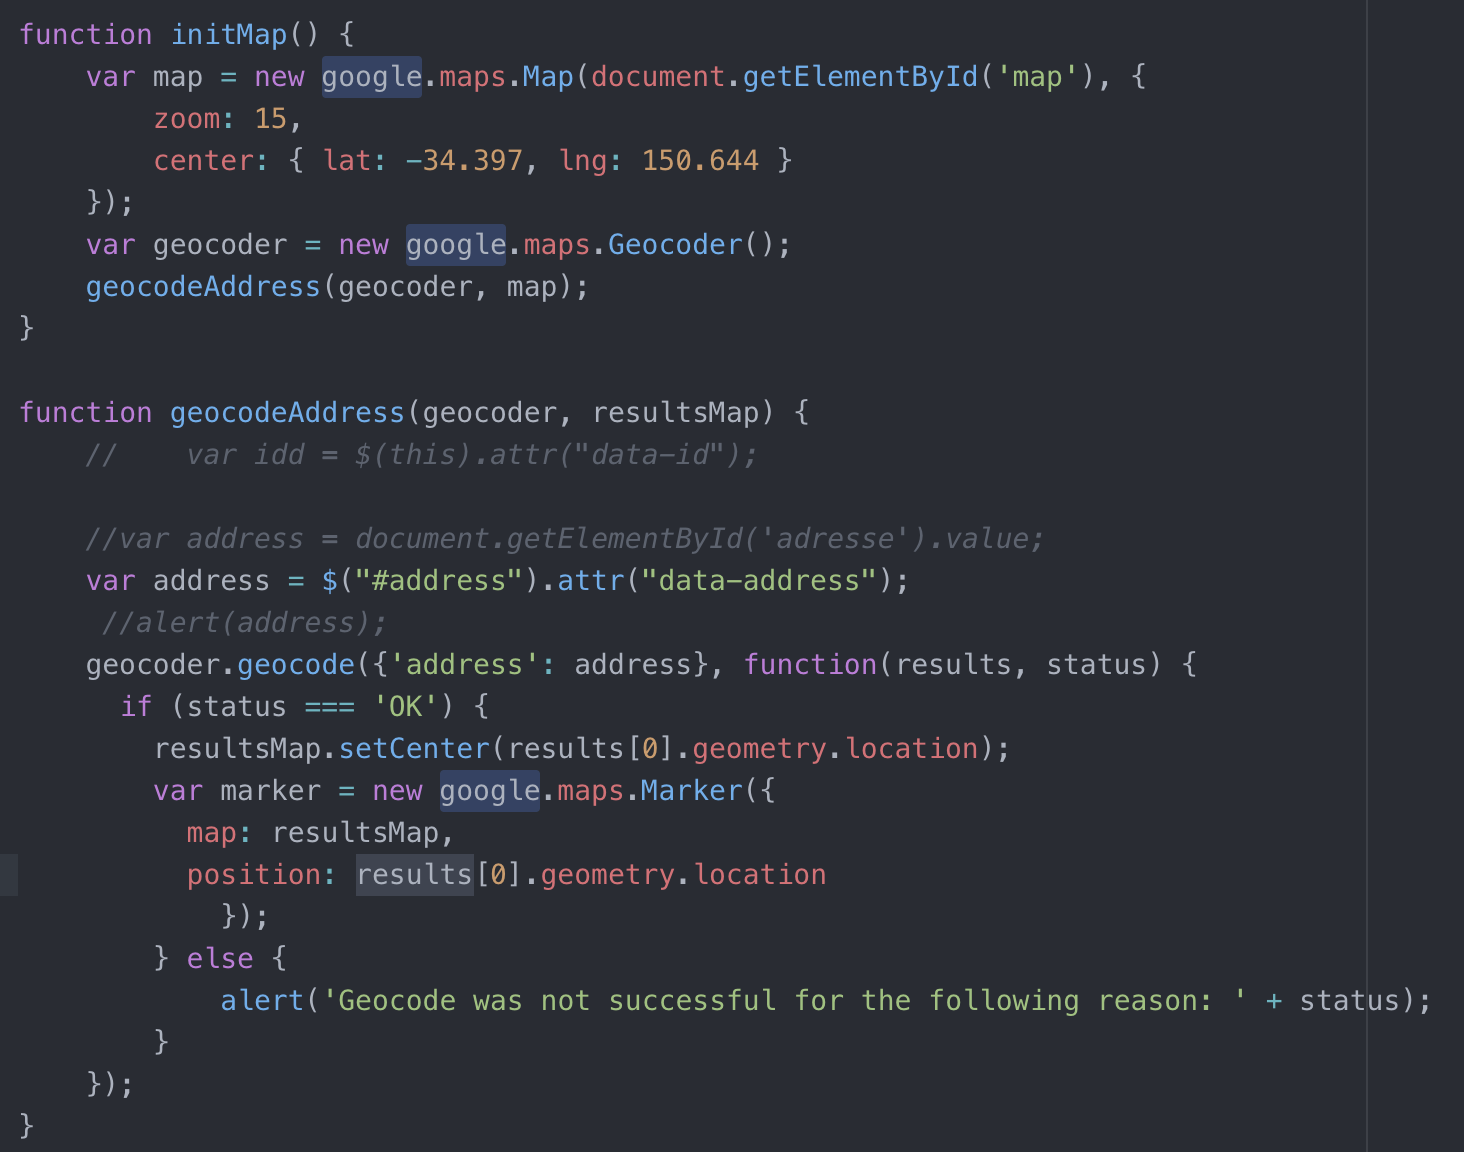 function initMap() {
    var map = new google.maps.Map(document.getElementById('map'), {
        zoom: 15,
        center: { lat: -34.397, lng: 150.644 }
    });
    var geocoder = new google.maps.Geocoder();
    geocodeAddress(geocoder, map);
}

function geocodeAddress(geocoder, resultsMap) {
    //    var idd = $(this).attr("data-id");

    //var address = document.getElementById('adresse').value;
    var address = $("#address").attr("data-address");
     //alert(address);
    geocoder.geocode({'address': address}, function(results, status) {
      if (status === 'OK') {
        resultsMap.setCenter(results[0].geometry.location);
        var marker = new google.maps.Marker({
          map: resultsMap,
          position: results[0].geometry.location
            });
        } else {
            alert('Geocode was not successful for the following reason: ' + status);
        }
    });
}